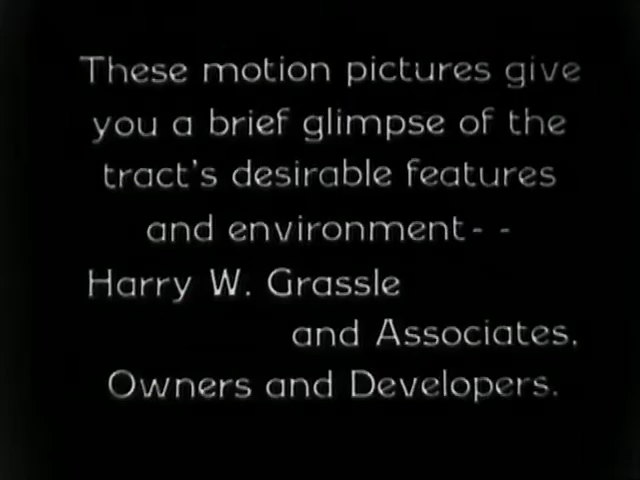 These motion pictures give
you a brief glimpse of the
tract's desirable features
and environment--
Harry W. Grassle
and Associates.
Owners and Developers.